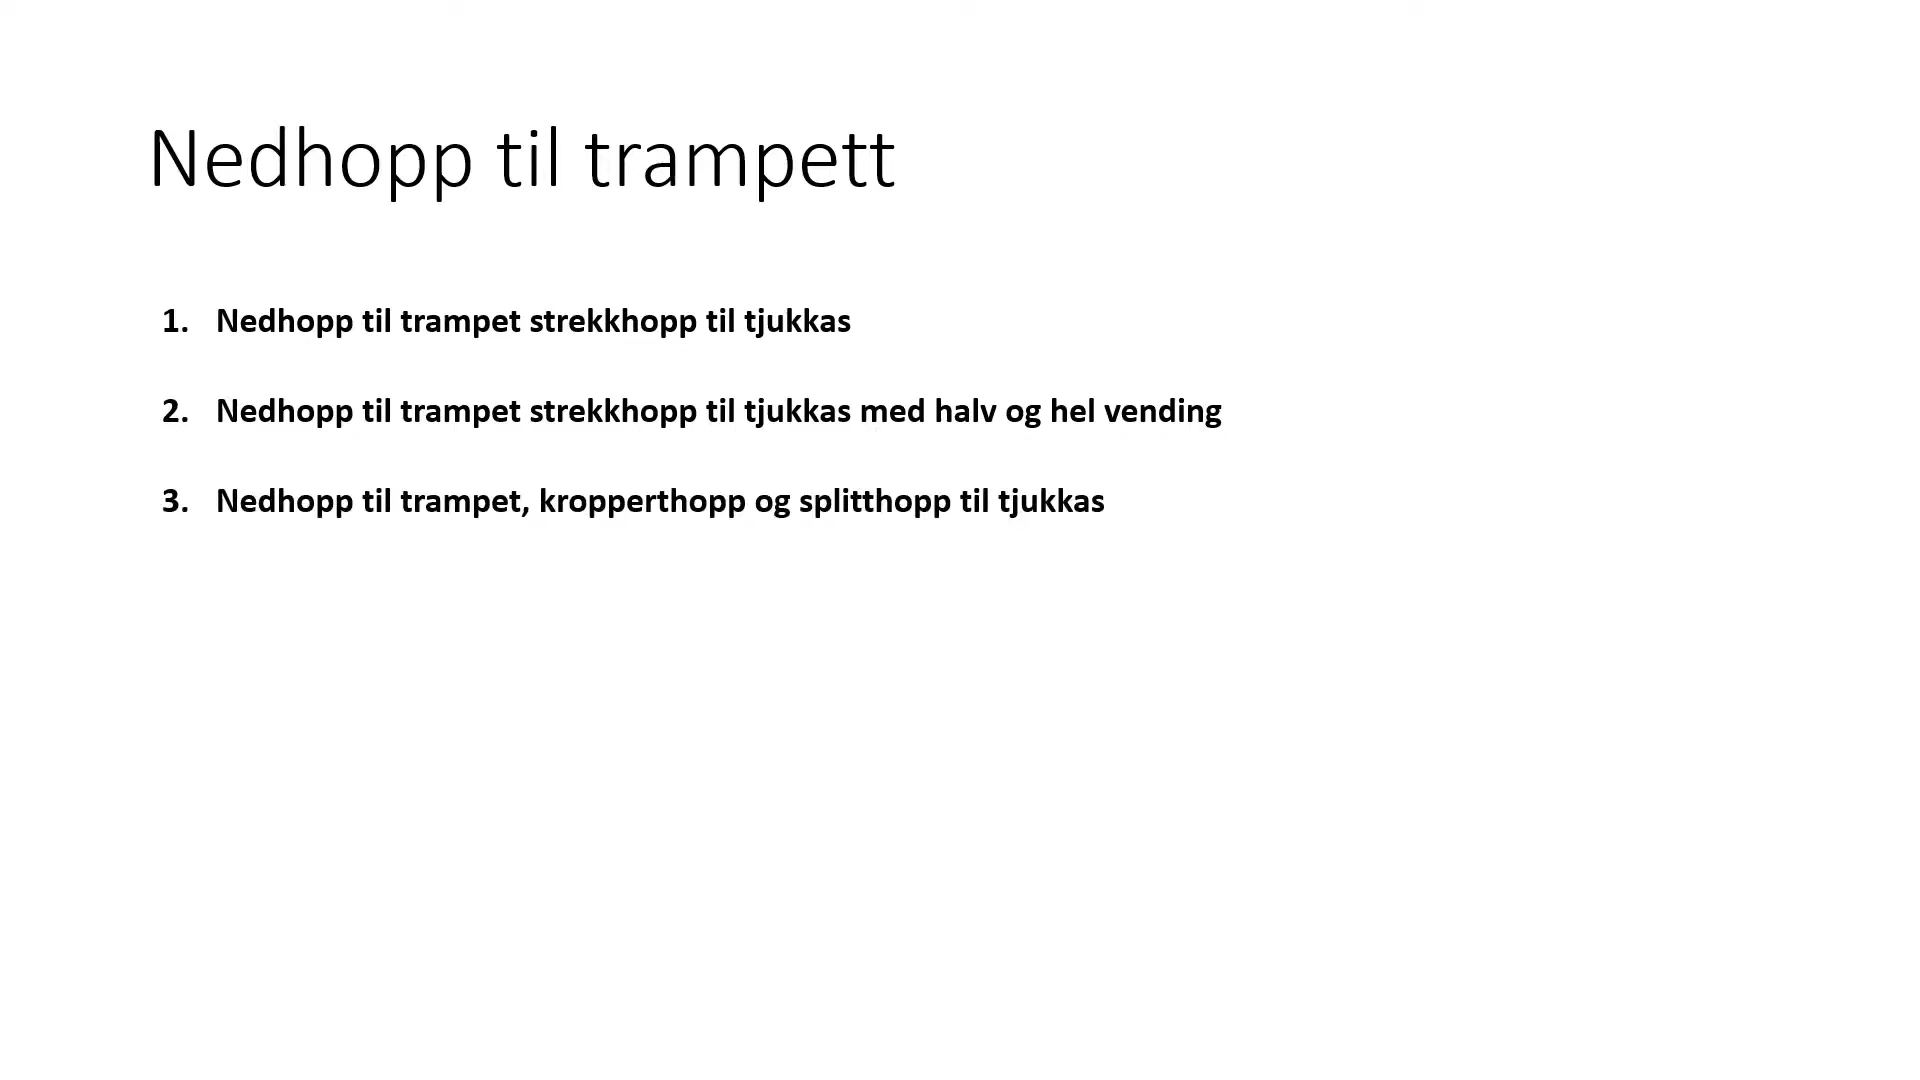 Nedhopp til trampett
1. Nedhopp til trampet strekkhopp til tjukkas
2. Nedhopp til trampet strekkhopp til tjukkas med halv og hel vending
3. Nedhopp til trampet, kropperthopp og splitthopp til tjukkas